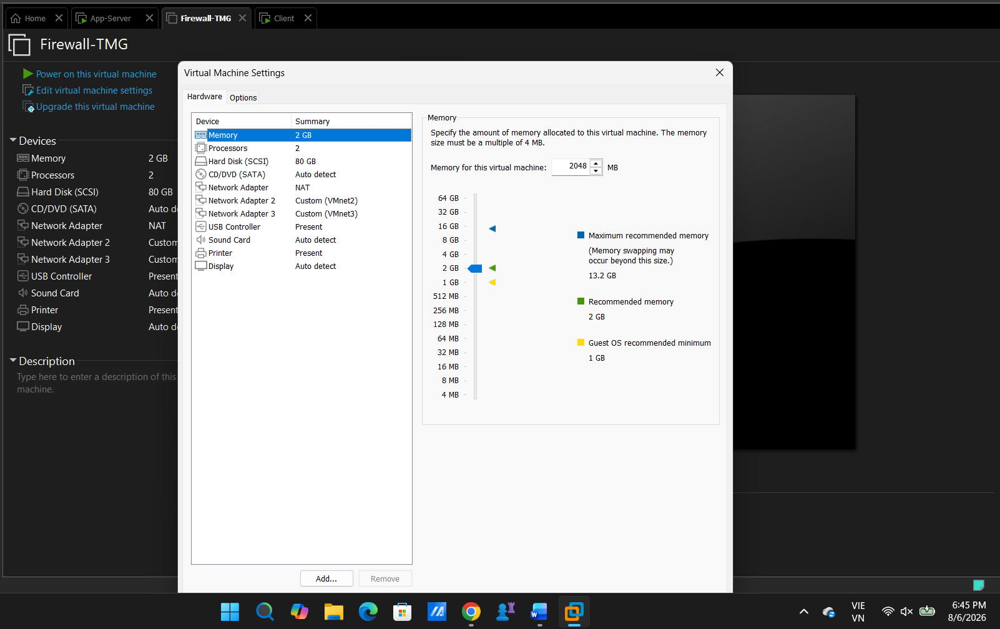 Home
App-Server
Firewall-TMG
Client
Firewall-TMG
Power on this virtual machine
Edit virtual machine settings
Upgrade this virtual machine
Devices
Memory 2 GB
Processors 2
Hard Disk (SCSI) 80 GB
CD/DVD (SATA) Auto de
Network Adapter NAT
Network Adapter 2 Custom
Network Adapter 3 Custom
USB Controller Present
Sound Card Auto de
Printer Present
Display Auto de
Description
Type here to enter a description of this
machine.
Virtual Machine Settings
Hardware Options
Device Summary
Memory 2 GB
Processors 2
Hard Disk (SCSI) 80 GB
CD/DVD (SATA) Auto detect
Network Adapter NAT
Network Adapter 2 Custom (VMnet2)
Network Adapter 3 Custom (VMnet3)
USB Controller Present
Sound Card Auto detect
Printer Present
Display Auto detect
Add...
Remove
Memory
Specify the amount of memory allocated to this virtual machine. The memory
size must be a multiple of 4 MB.
Memory for this virtual machine: 2048 MB
64 GB
32 GB
16 GB
8 GB
4 GB
2 GB
1 GB
512 MB
256 MB
128 MB
64 MB
32 MB
16 MB
8 MB
4 MB
Maximum recommended memory
(Memory swapping may
occur beyond this size.)
13.2 GB
Recommended memory
2 GB
Guest OS recommended minimum
1 GB
VIE
VN
6:45 PM
8/6/2026